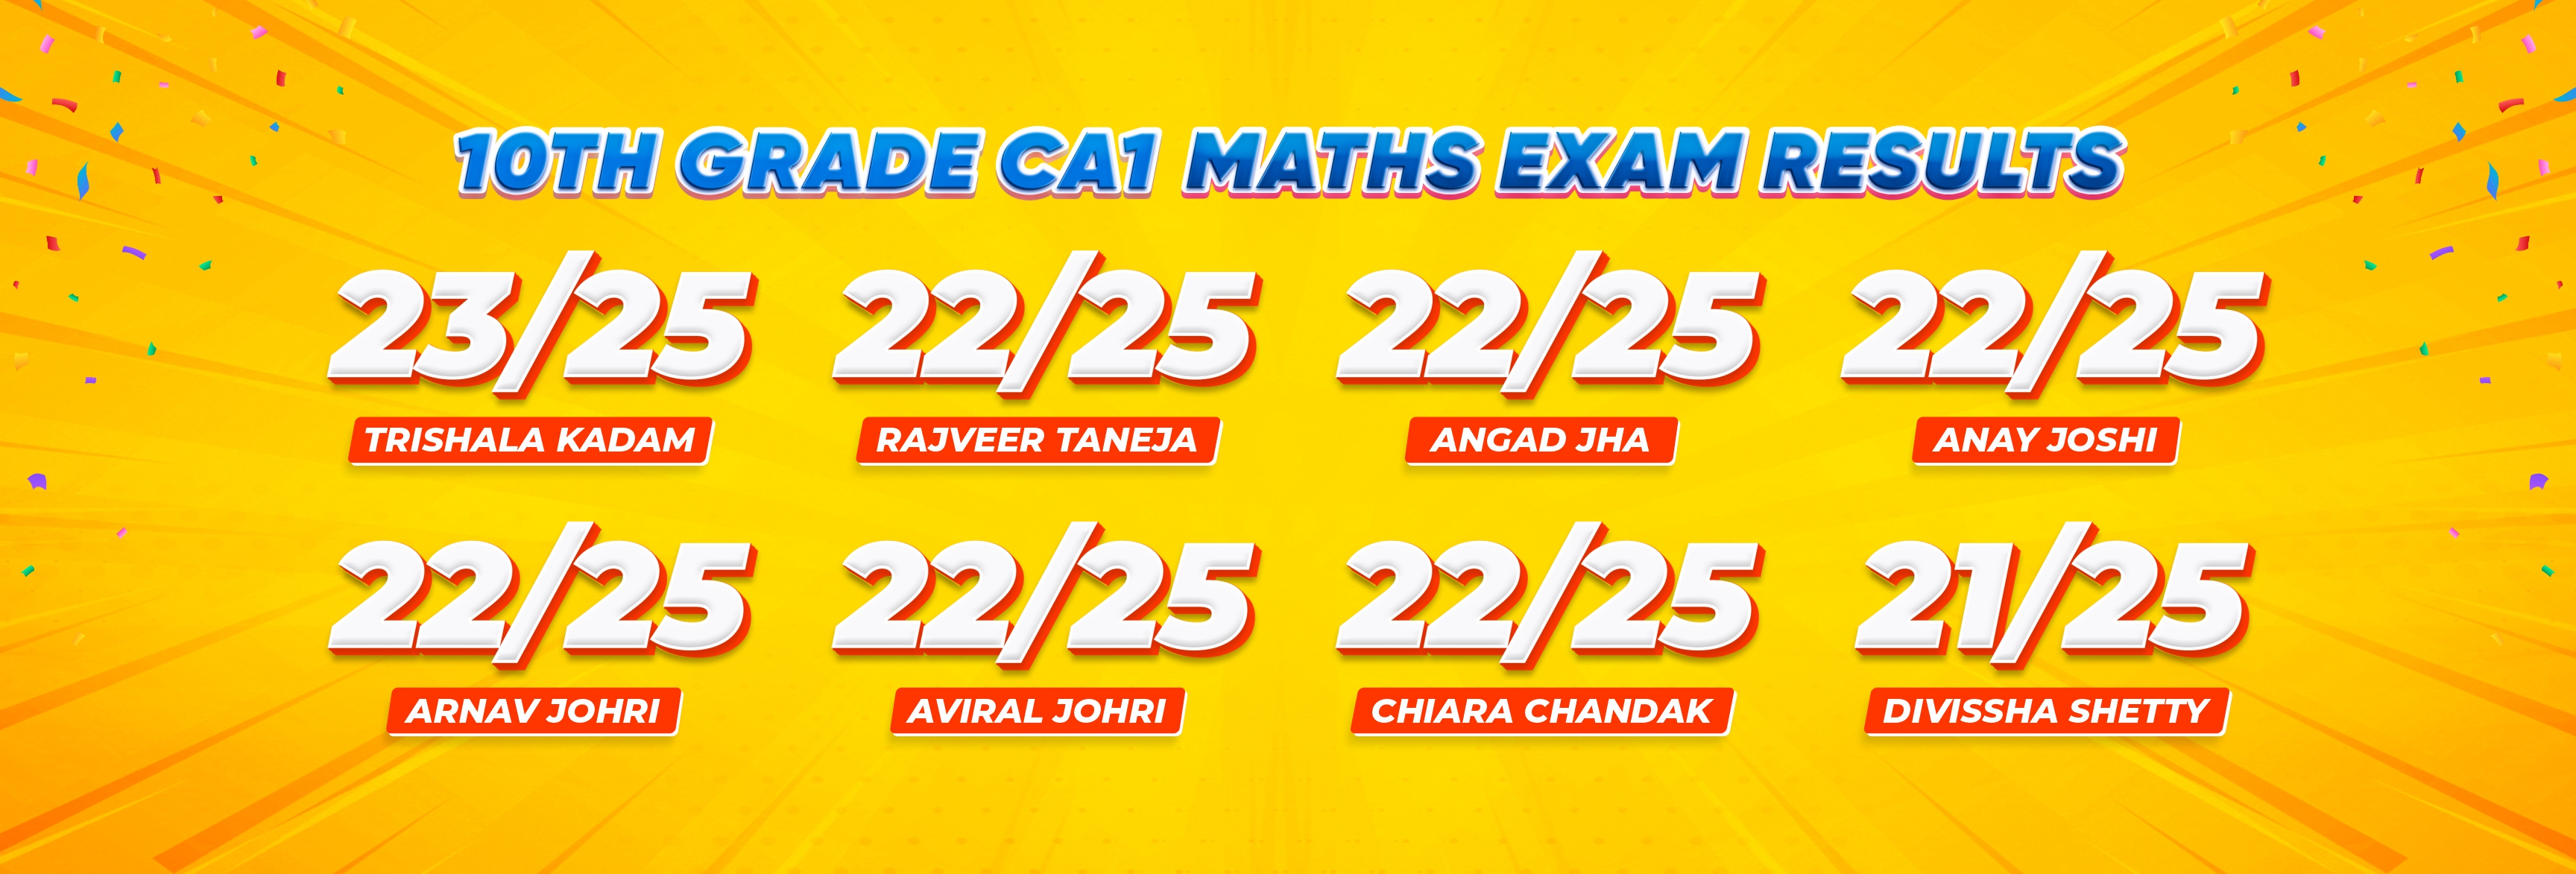 10TH GRADE CA1 MATHS EXAM RESULTS
23/25 22/25 22/25 22/25
TRISHALA KADAM RAJVEER TANEJA ANGAD JHA ANAY JOSHI
22/25 22/25 22/25 21/25
ARNAV JOHRI AVIRAL JOHRI CHIARA CHANDAK DIVISSHA SHETTY